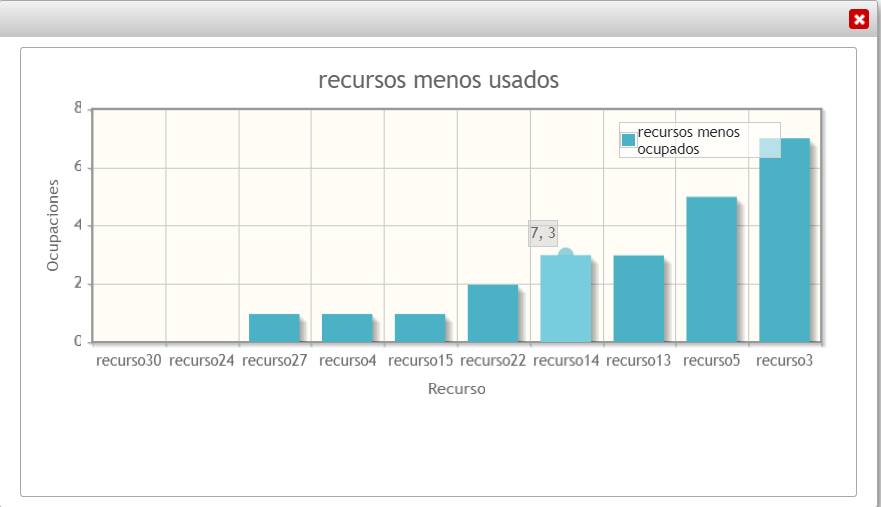 recursos menos usados
8
recursos menos
ocupados
6
Ocupaciones
4
7, 3
2
0
recurso30 recurso24 recurso27 recurso4 recurso15 recurso22 recurso14 recurso13 recurso5 recurso3
Recurso